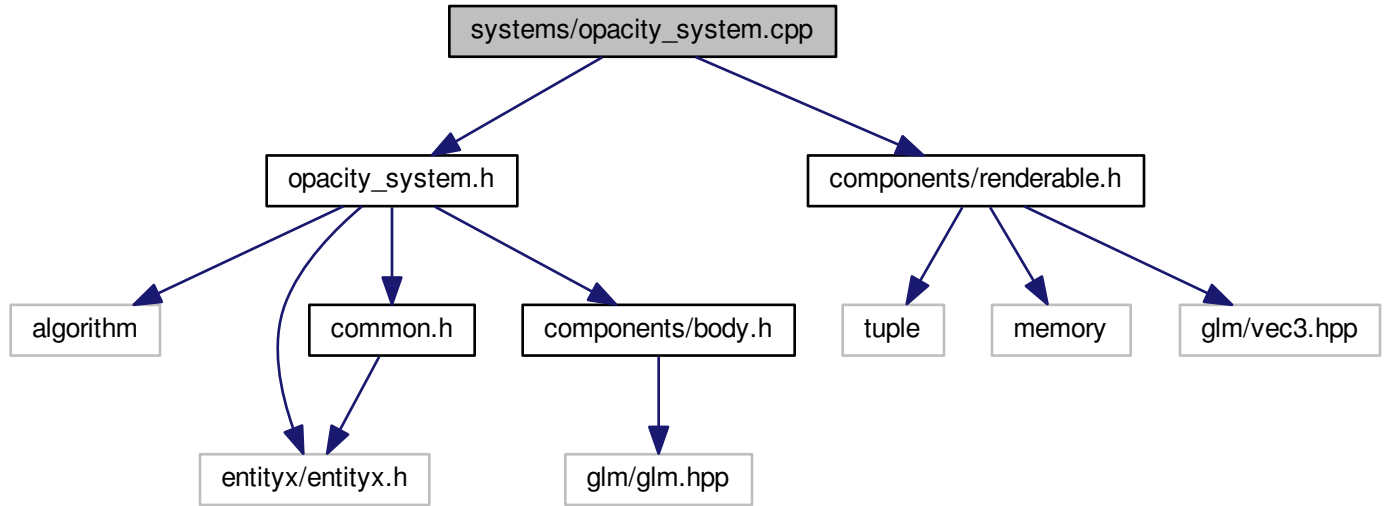 systems/opacity_system.cpp
opacity_system.h
components/renderable.h
algorithm
common.h
components/body.h
tuple
memory
glm/vec3.hpp
entityx/entityx.h
glm/glm.hpp